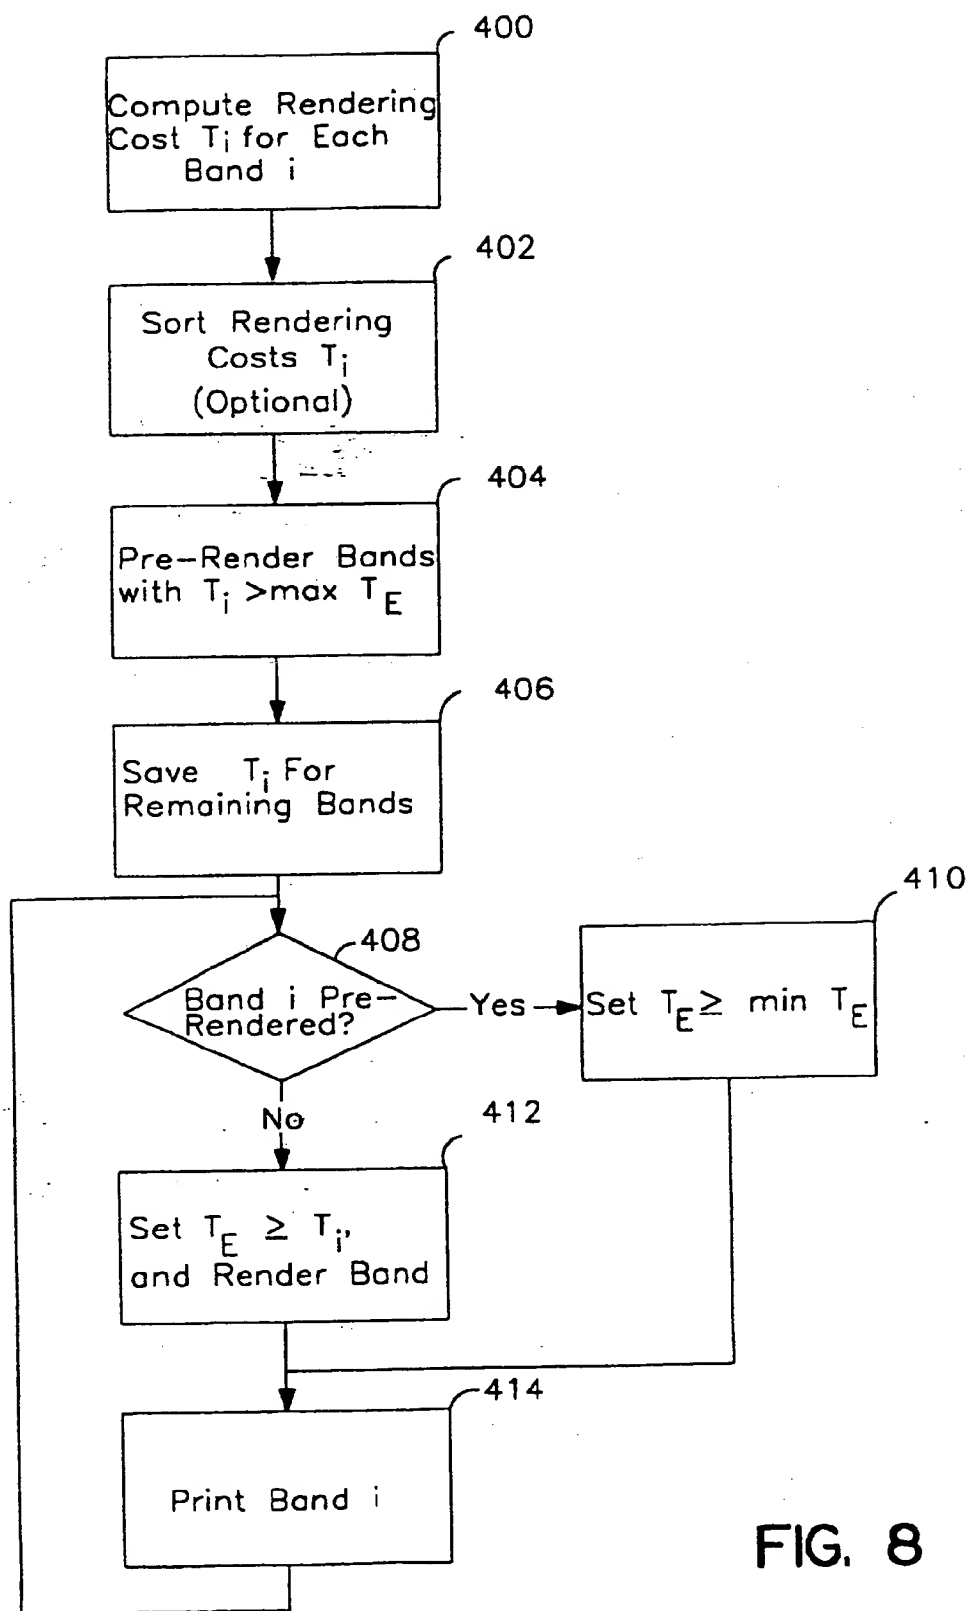 400
Compute Rendering
Cost Ti for Each
Band i
402
Sort Rendering
Costs Ti
(Optional)
404
Pre-Render Bands
with Ti >max TE
406
Save Ti For
Remaining Bands
408
Band i Pre-
Rendered?
Yes
410
Set TE ≥ min TE
No
412
Set TE ≥ Ti,
and Render Band
414
Print Band i
FIG. 8